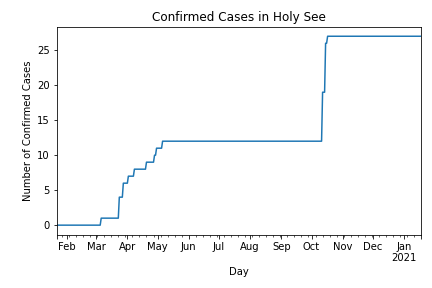 Confirmed Cases in Holy See
Number of Confirmed Cases
25
20
15
10
5
0
Feb Mar Apr May Jun Jul Aug Sep Oct Nov Dec Jan
2021
Day